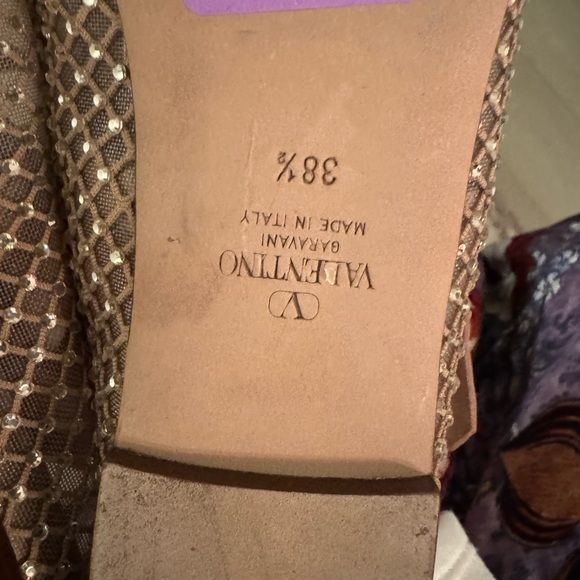 V
VALENTINO
GARAVANI
MADE IN ITALY
38½